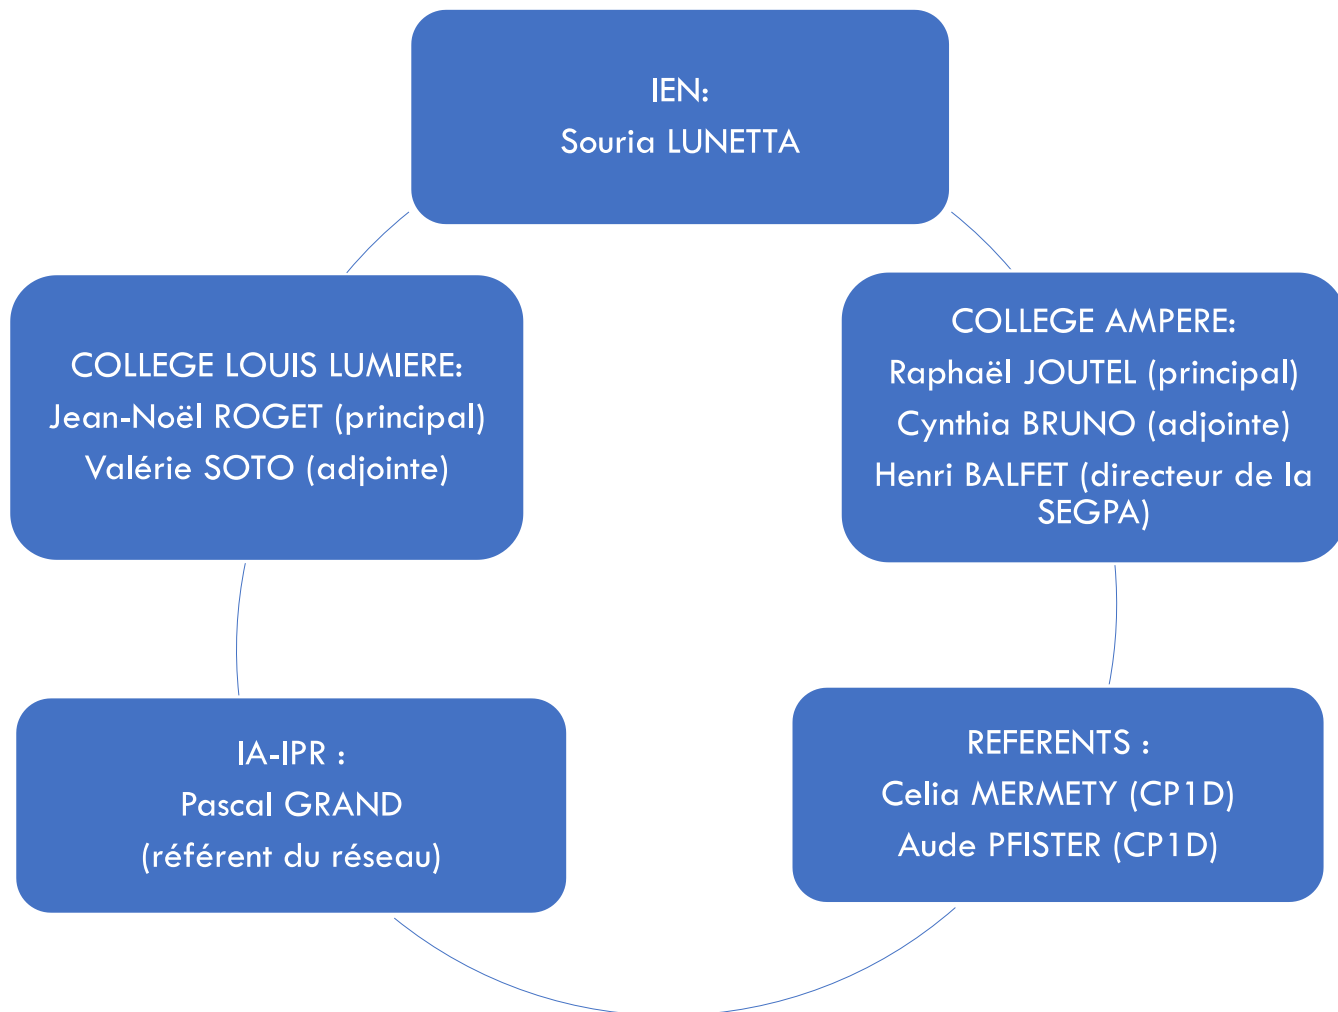 IEN:
Souria LUNETTA
COLLEGE LOUIS LUMIERE:
Jean-Noël ROGET (principal)
Valérie SOTO (adjointe)
COLLEGE AMPERE:
Raphaël JOUTEL (principal)
Cynthia BRUNO (adjointe)
Henri BALFET (directeur de la
SEGPA)
IA-IPR :
Pascal GRAND
(référent du réseau)
REFERENTS :
Celia MERMETY (CP1D)
Aude PFISTER (CP1D)